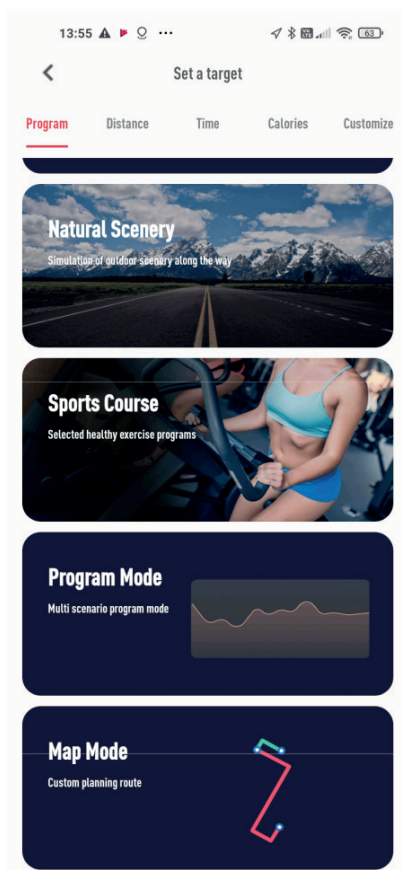 13:55
63
Set a target
Program Distance Time Calories Customize
Natural Scenery
Simulation of outdoor scenery along the way
Sports Course
Selected healthy exercise programs
Program Mode
Multi scenario program mode
Map Mode
Custom planning route